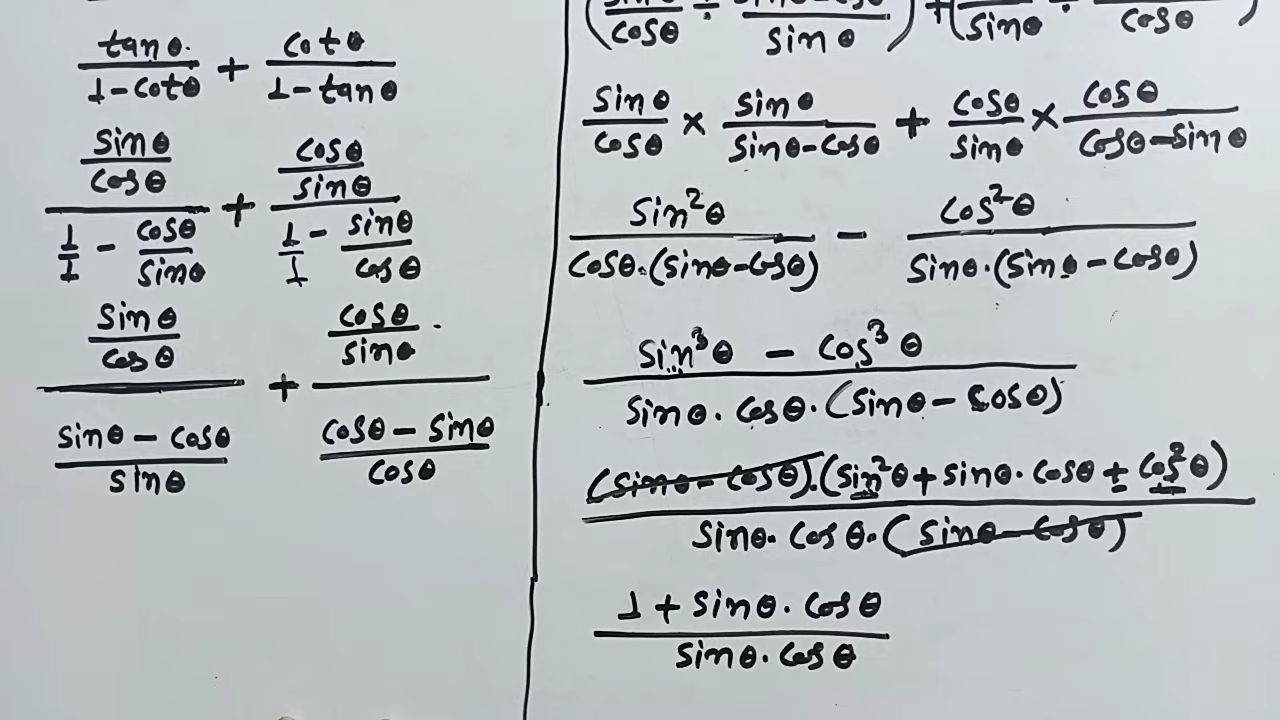 tanθ/(1-cotθ) + cotθ/(1-tanθ)
(sinθ/cosθ)/(1/1 - cosθ/sinθ) + (cosθ/sinθ)/(1/1 - sinθ/cosθ)
(sinθ/cosθ)/((sinθ-cosθ)/sinθ) + (cosθ/sinθ)/((cosθ-sinθ)/cosθ)
sinθ/cosθ × sinθ/(sinθ-cosθ) + cosθ/sinθ × cosθ/(cosθ-sinθ)
sin²θ/(cosθ·(sinθ-cosθ)) - cos²θ/(sinθ·(sinθ-cosθ))
(sin³θ - cos³θ)/(sinθ·cosθ·(sinθ-cosθ))
(sinθ-cosθ)·(sin²θ+sinθ·cosθ+cos²θ)/(sinθ·cosθ·(sinθ-cosθ))
(1+sinθ·cosθ)/(sinθ·cosθ)